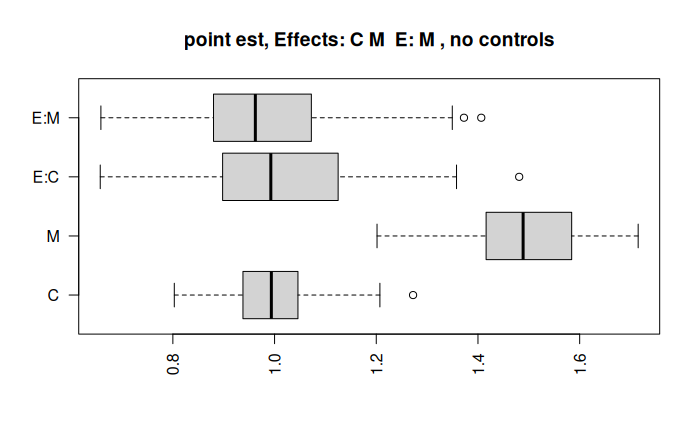 point est, Effects: C M  E: M , no controls
E:M
E:C
M
C
0.8 1.0 1.2 1.4 1.6